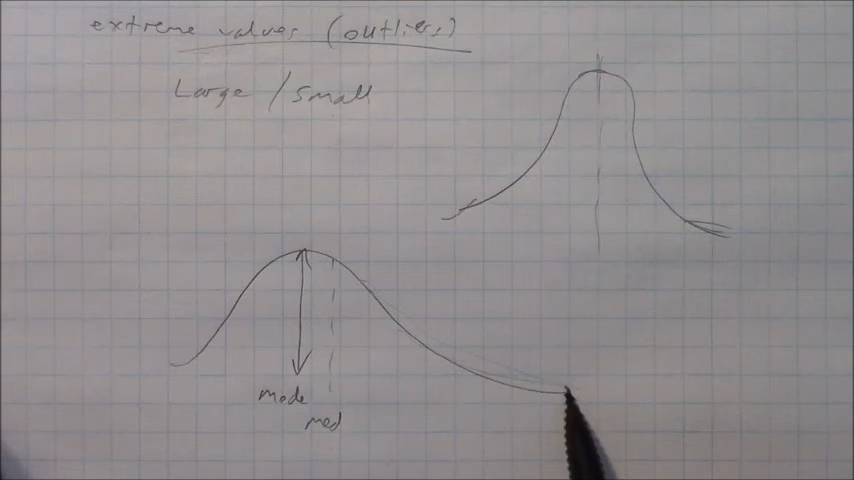 extreme values (outliers)
Large / small
mode
med